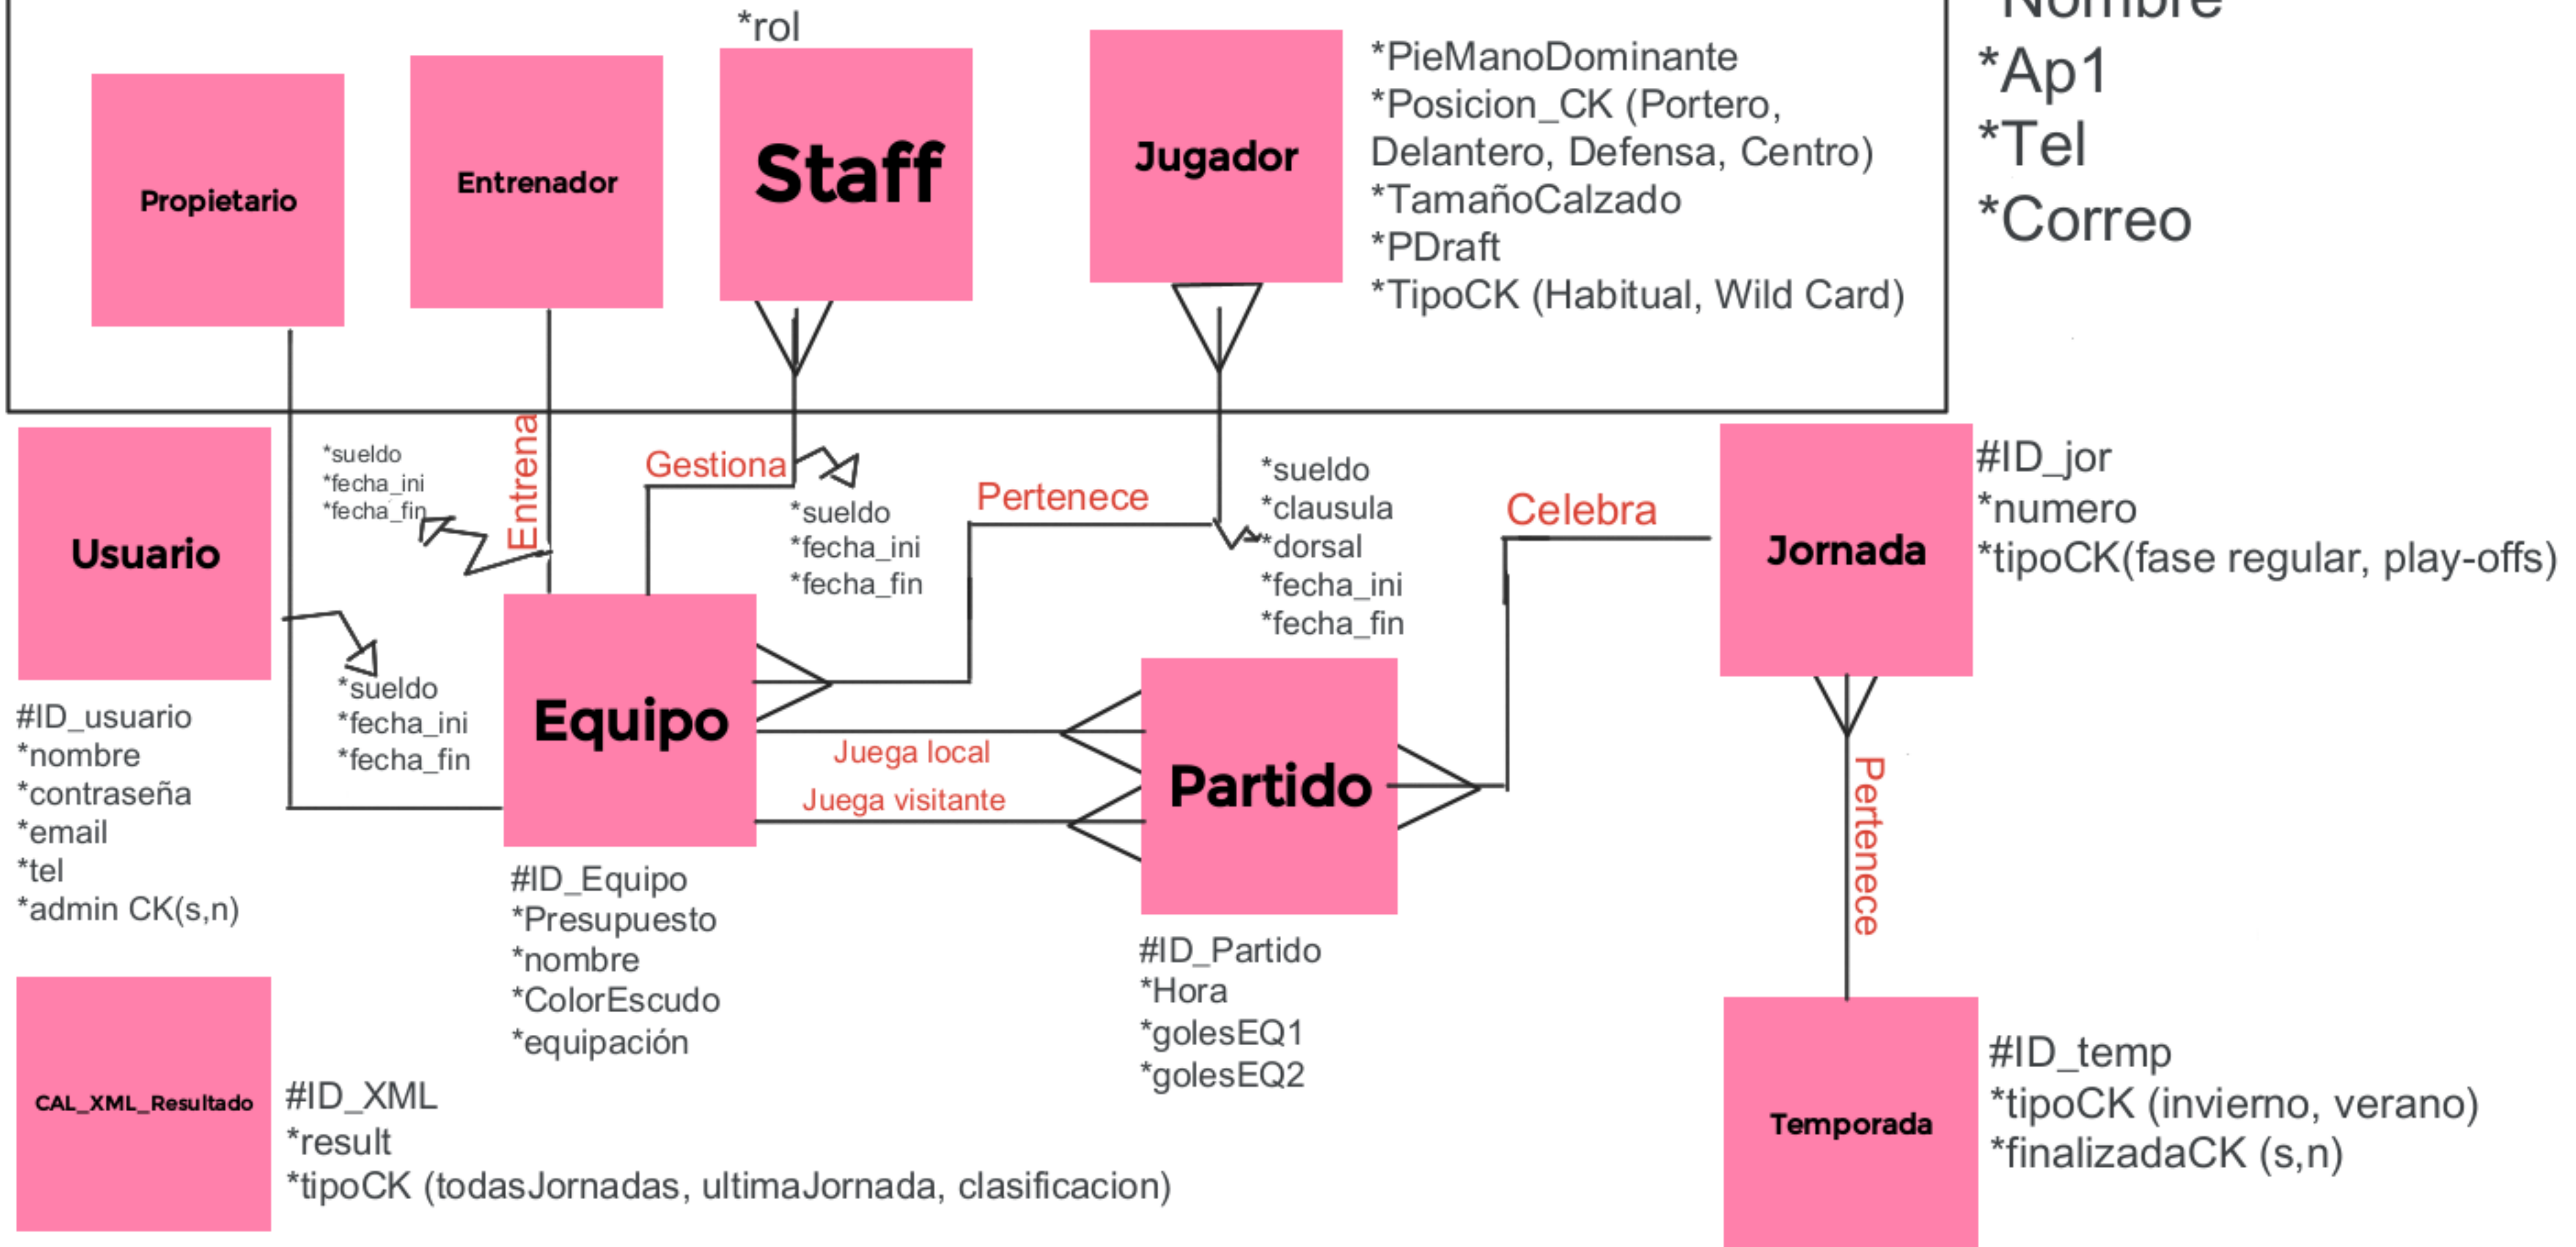 *rol
*Nombre
*Ap1
*Tel
*Correo
Propietario
Entrenador
Staff
Jugador
*PieManoDominante
*Posicion_CK (Portero,
Delantero, Defensa, Centro)
*TamañoCalzado
*PDraft
*TipoCK (Habitual, Wild Card)
Usuario
#ID_usuario
*nombre
*contraseña
*email
*tel
*admin CK(s,n)
*sueldo
*fecha_ini
*fecha_fin
Entrena
*sueldo
*fecha_ini
*fecha_fin
Gestiona
*sueldo
*fecha_ini
*fecha_fin
Pertenece
*sueldo
*clausula
*dorsal
*fecha_ini
*fecha_fin
Celebra
Jornada
#ID_jor
*numero
*tipoCK(fase regular, play-offs)
Equipo
#ID_Equipo
*Presupuesto
*nombre
*ColorEscudo
*equipación
Juega local
Juega visitante
Partido
#ID_Partido
*Hora
*golesEQ1
*golesEQ2
Pertenece
Temporada
#ID_temp
*tipoCK (invierno, verano)
*finalizadaCK (s,n)
CAL_XML_Resultado
#ID_XML
*result
*tipoCK (todasJornadas, ultimaJornada, clasificacion)